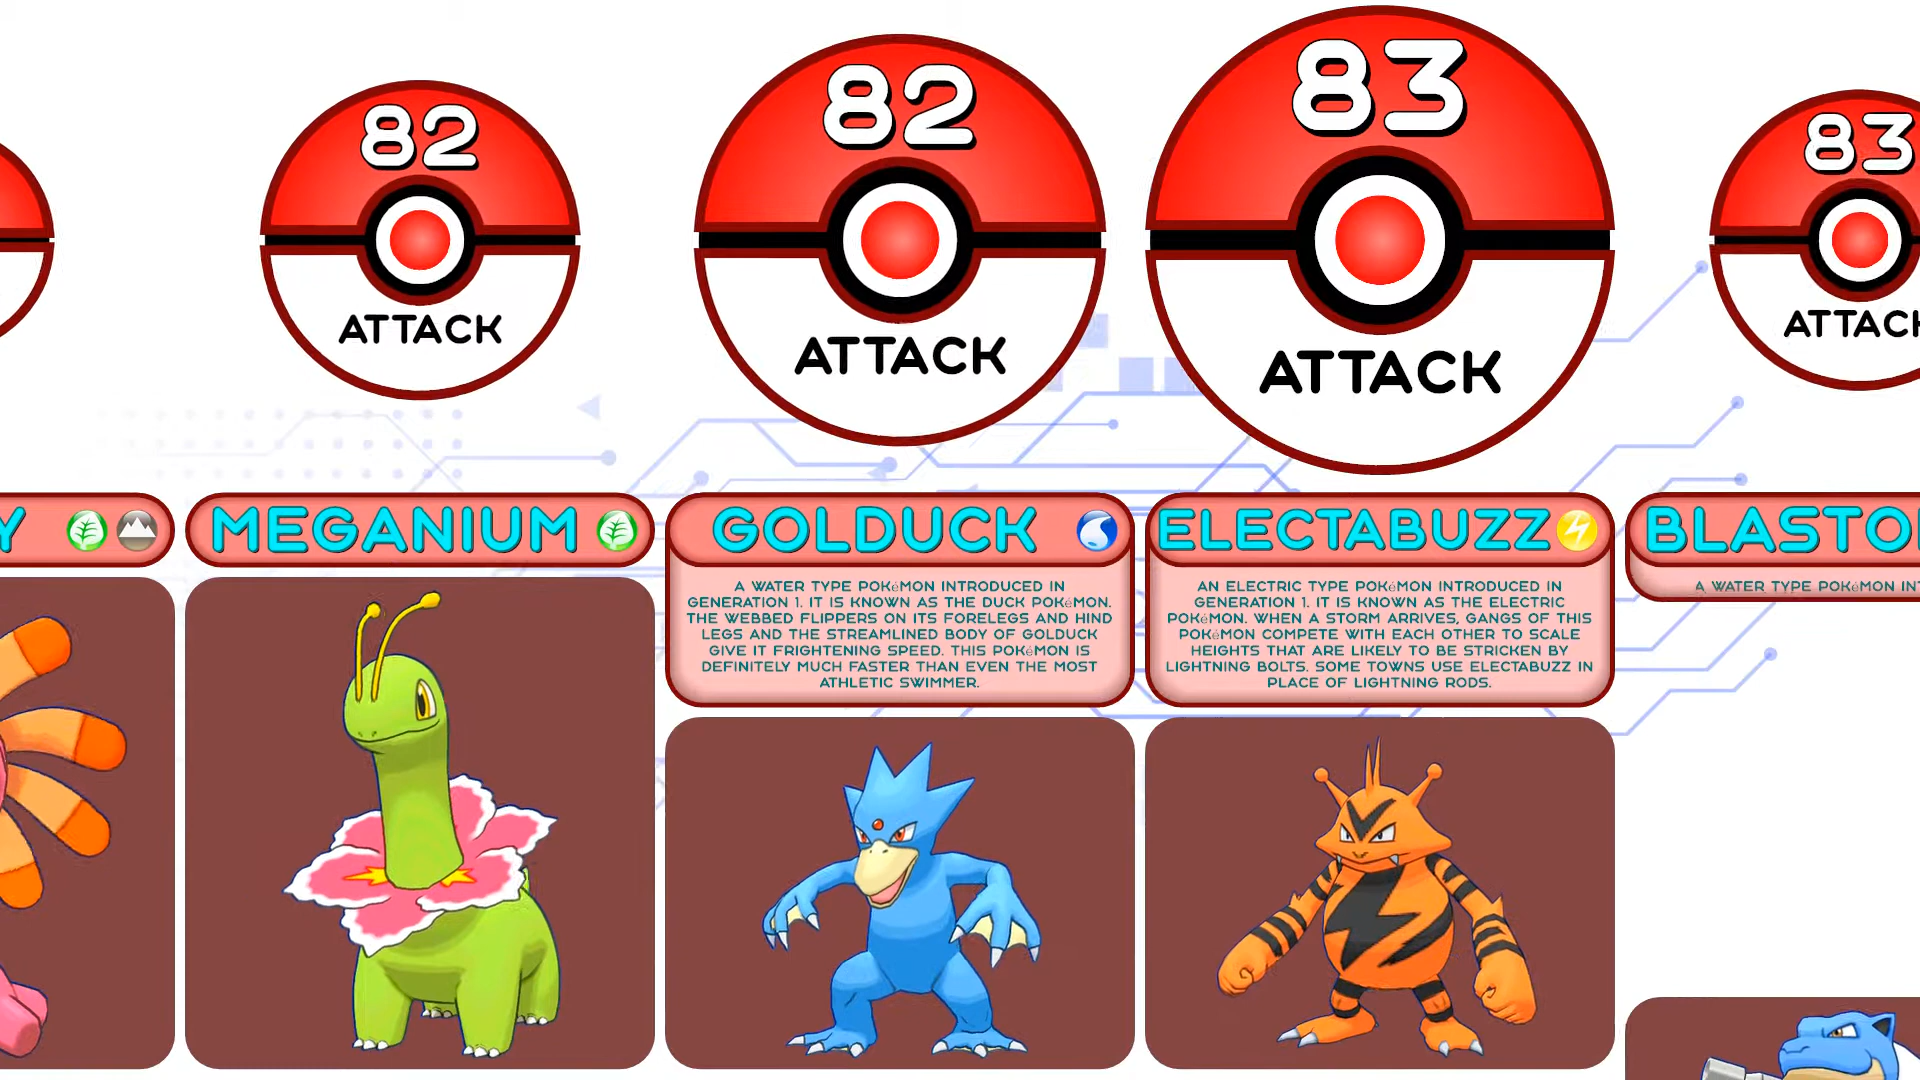 82
ATTACK
82
ATTACK
83
ATTACK
83
ATTACK
Y
MEGANIUM
GOLDUCK
A WATER TYPE POKéMON INTRODUCED IN
GENERATION 1. IT IS KNOWN AS THE DUCK POKéMON.
THE WEBBED FLIPPERS ON ITS FORELEGS AND HIND
LEGS AND THE STREAMLINED BODY OF GOLDUCK
GIVE IT FRIGHTENING SPEED. THIS POKéMON IS
DEFINITELY MUCH FASTER THAN EVEN THE MOST
ATHLETIC SWIMMER.
ELECTABUZZ
AN ELECTRIC TYPE POKéMON INTRODUCED IN
GENERATION 1. IT IS KNOWN AS THE ELECTRIC
POKéMON. WHEN A STORM ARRIVES, GANGS OF THIS
POKéMON COMPETE WITH EACH OTHER TO SCALE
HEIGHTS THAT ARE LIKELY TO BE STRICKEN BY
LIGHTNING BOLTS. SOME TOWNS USE ELECTABUZZ IN
PLACE OF LIGHTNING RODS.
BLASTO
A WATER TYPE POKéMON INT